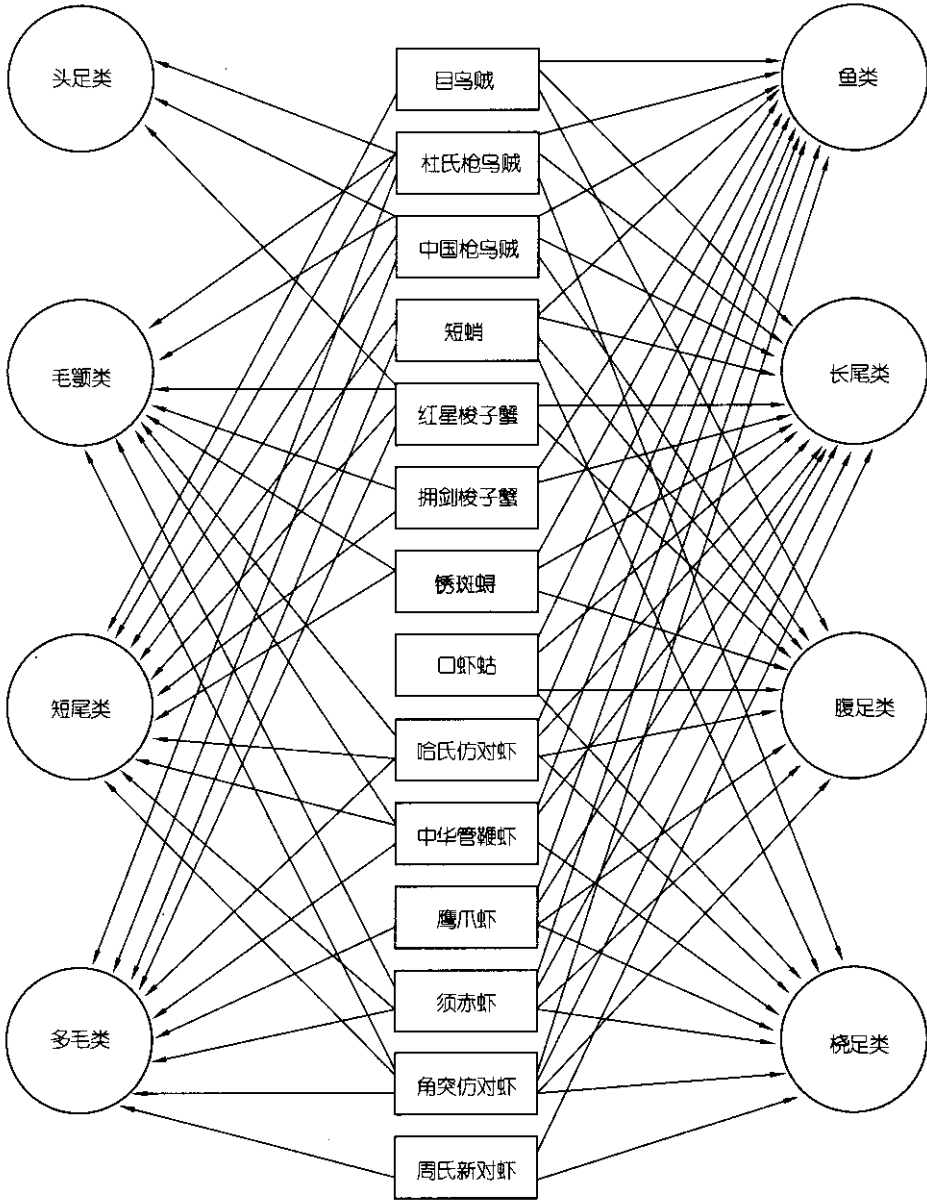 头足类
毛颚类
短尾类
多毛类
目乌贼
杜氏枪乌贼
中国枪乌贼
短蛸
红星梭子蟹
拥剑梭子蟹
锈斑蟳
口虾蛄
哈氏仿对虾
中华管鞭虾
鹰爪虾
须赤虾
角突仿对虾
周氏新对虾
鱼类
长尾类
腹足类
桡足类